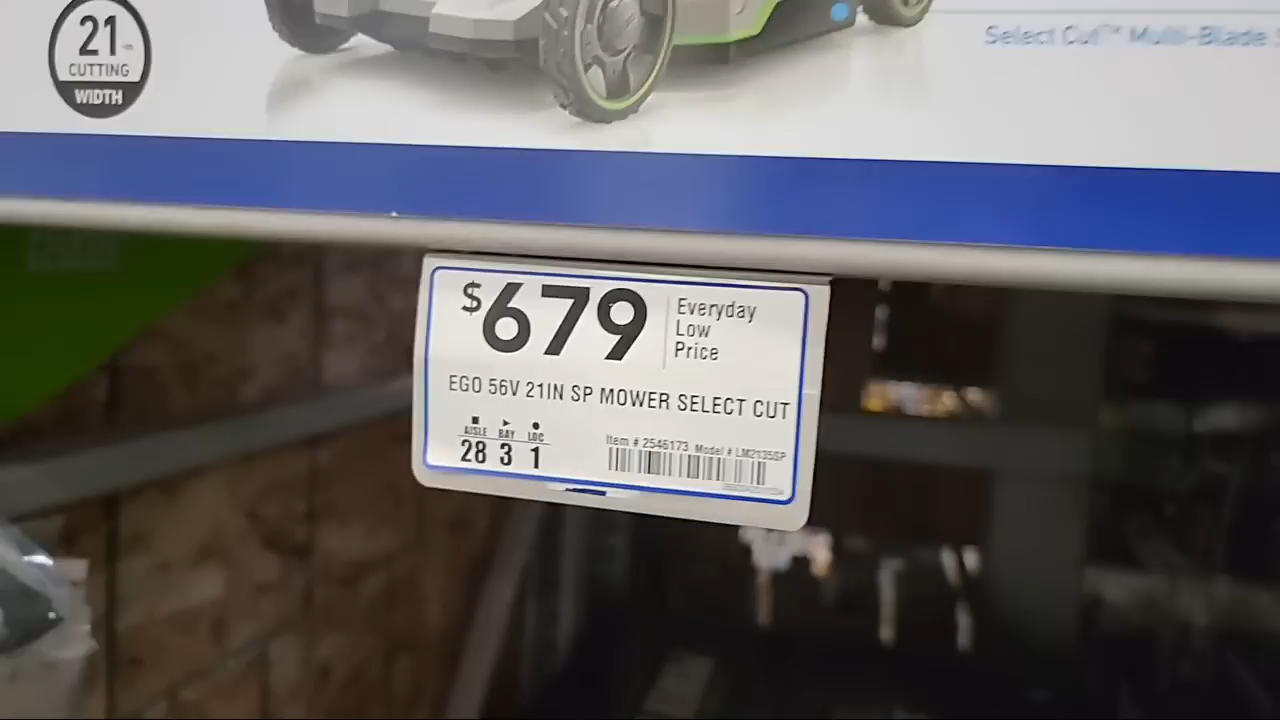 21 IN
CUTTING
WIDTH
Select Cut™ Multi-Blade
$679
Everyday
Low
Price
EGO 56V 21IN SP MOWER SELECT CUT
AISLE BAY LOC
28 3 1
Item # 2546173 Model # LM2135SP